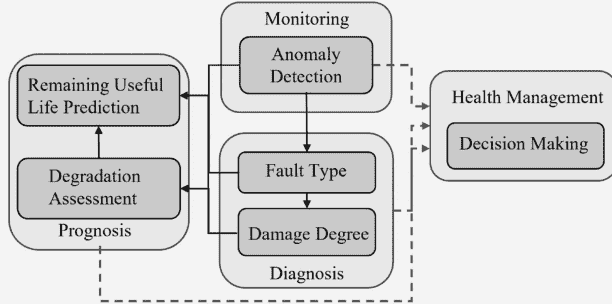 Monitoring
Anomaly
Detection
Remaining Useful
Life Prediction
Degradation
Assessment
Prognosis
Fault Type
Damage Degree
Diagnosis
Health Management
Decision Making